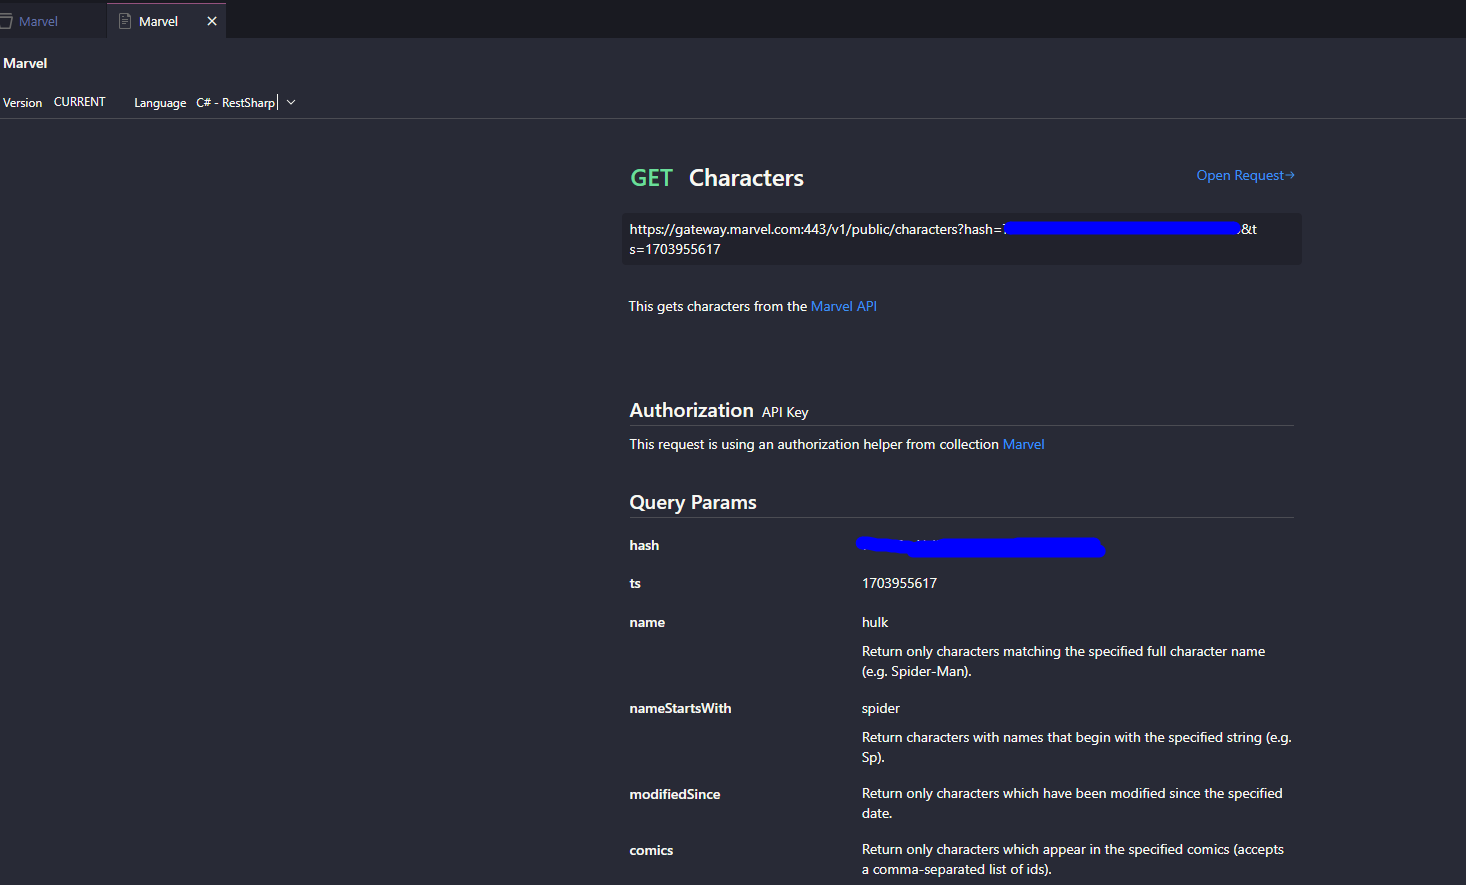 Marvel
Marvel
Marvel
Version CURRENT Language C# - RestSharp
GET Characters
Open Request→
https://gateway.marvel.com:443/v1/public/characters?hash=
&t
s=1703955617
This gets characters from the Marvel API
Authorization API Key
This request is using an authorization helper from collection Marvel
Query Params
hash
ts 1703955617
name hulk
Return only characters matching the specified full character name
(e.g. Spider-Man).
nameStartsWith spider
Return characters with names that begin with the specified string (e.g.
Sp).
modifiedSince Return only characters which have been modified since the specified
date.
comics Return only characters which appear in the specified comics (accepts
a comma-separated list of ids).